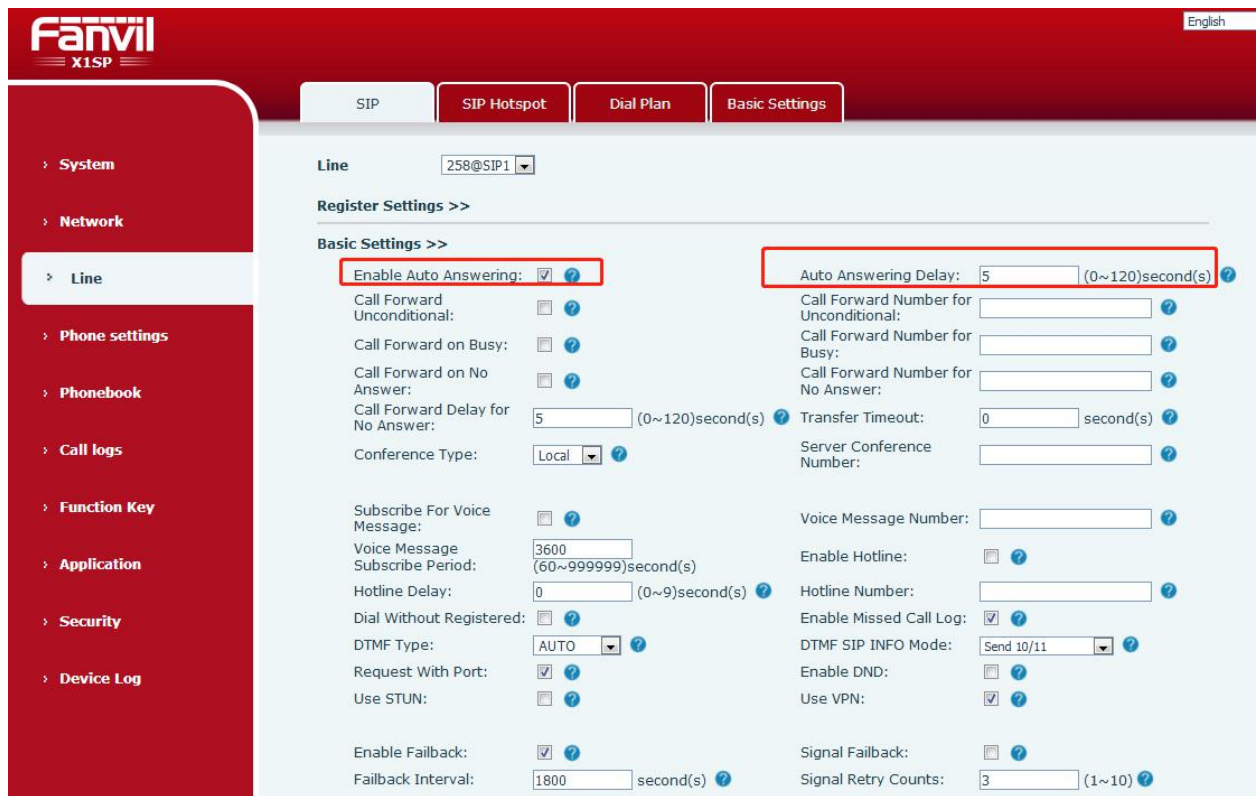 Fanvil
X1SP
English
SIP
SIP Hotspot
Dial Plan
Basic Settings
System
Network
Line
Phone settings
Phonebook
Call logs
Function Key
Application
Security
Device Log
Line 258@SIP1
Register Settings >>
Basic Settings >>
Enable Auto Answering: Auto Answering Delay: 5 (0~120)second(s)
Call Forward
Unconditional:
Call Forward Number for
Unconditional:
Call Forward on Busy:
Call Forward Number for
Busy:
Call Forward on No
Answer:
Call Forward Number for
No Answer:
Call Forward Delay for
No Answer:
5 (0~120)second(s)
Transfer Timeout: 0 second(s)
Conference Type: Local
Server Conference
Number:
Subscribe For Voice
Message:
Voice Message Number:
Voice Message
Subscribe Period:
3600
(60~999999)second(s)
Enable Hotline:
Hotline Delay: 0 (0~9)second(s)
Hotline Number:
Dial Without Registered:
Enable Missed Call Log:
DTMF Type: AUTO
DTMF SIP INFO Mode: Send 10/11
Request With Port:
Enable DND:
Use STUN:
Use VPN:
Enable Failback:
Signal Failback:
Failback Interval: 1800 second(s)
Signal Retry Counts: 3 (1~10)